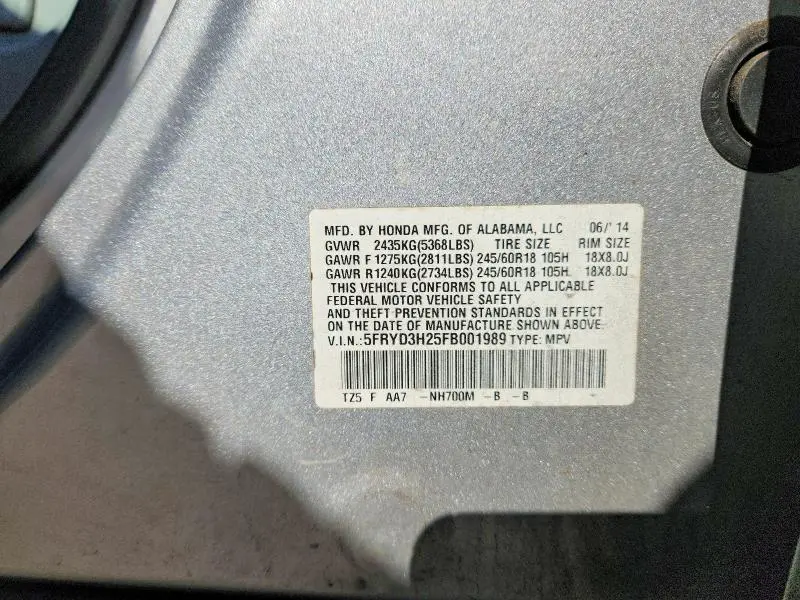 MFD. BY HONDA MFG. OF ALABAMA, LLC 06/'14
GVWR 2435KG(5368LBS) TIRE SIZE RIM SIZE
GAWR F 1275KG(2811LBS) 245/60R18 105H 18X8.0J
GAWR R 1240KG(2734LBS) 245/60R18 105H 18X8.0J
THIS VEHICLE CONFORMS TO ALL APPLICABLE
FEDERAL MOTOR VEHICLE SAFETY
AND THEFT PREVENTION STANDARDS IN EFFECT
ON THE DATE OF MANUFACTURE SHOWN ABOVE.
V.I.N.: 5FRYD3H25FB001989 TYPE: MPV
TZ5 F AA7 -NH700M -B -B